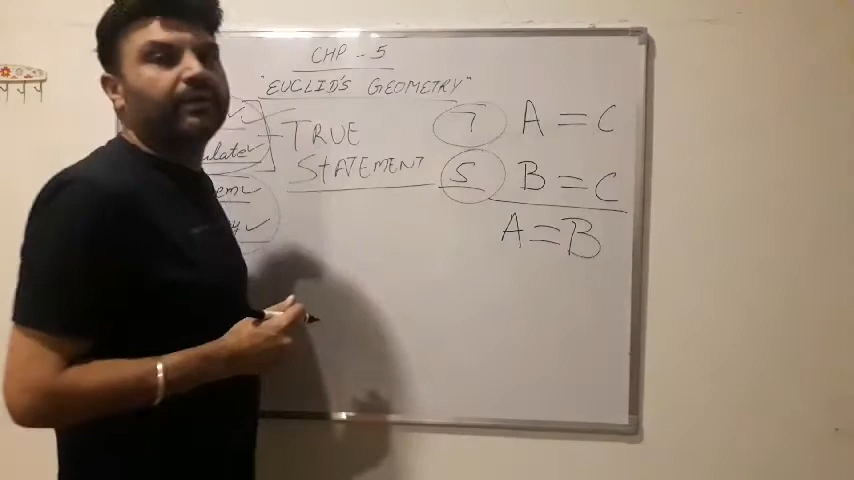 CHP - 5
"EUCLID'S GEOMETRY"
TRUE
STATEMENT
7 A = C
5 B = C
A = B